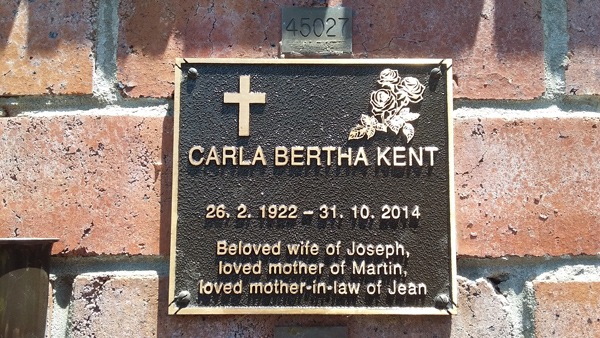 45027
CARLA BERTHA KENT
26. 2. 1922 – 31. 10. 2014
Beloved wife of Joseph,
loved mother of Martin,
loved mother-in-law of Jean